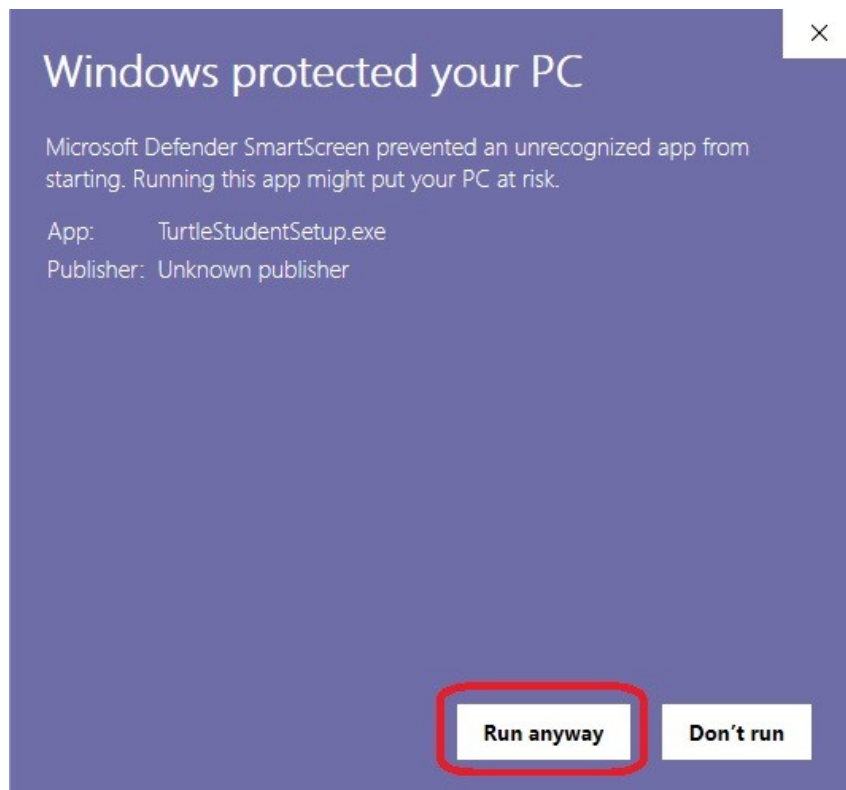 Windows protected your PC
Microsoft Defender SmartScreen prevented an unrecognized app from
starting. Running this app might put your PC at risk.
App: TurtleStudentSetup.exe
Publisher: Unknown publisher
Run anyway Don't run